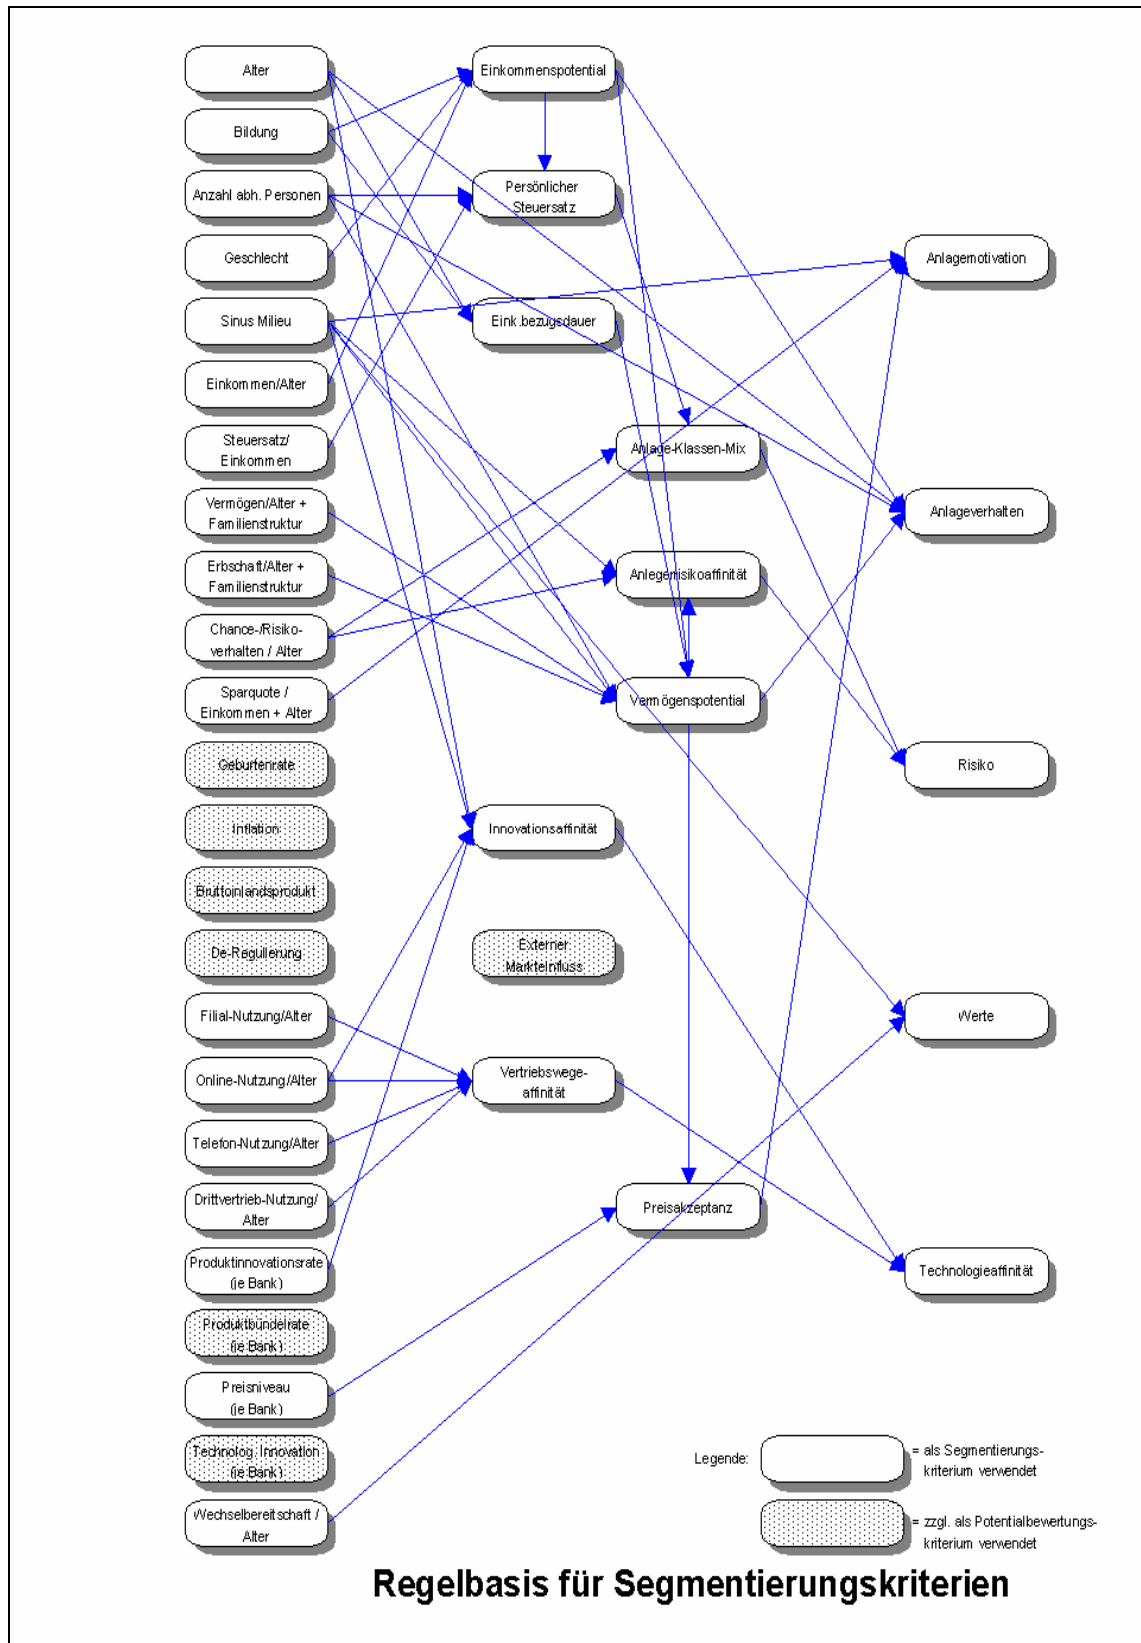 Alter
Einkommenspotential
Bildung
Anzahl abh. Personen
Persönlicher
Steuersatz
Geschlecht
Anlagemotivation
Sinus Milieu
Eink.bezugsdauer
Einkommen/Alter
Steuersatz/
Einkommen
Anlage-Klassen-Mix
Vermögen/Alter +
Familienstruktur
Anlageverhalten
Erbschaft/Alter +
Familienstruktur
Anlegerrisikoaffinität
Chance-/Risiko-
verhalten / Alter
Sparquote /
Einkommen + Alter
Vermögenspotential
Geburtenrate
Risiko
Inflation
Innovationsaffinität
Bruttoinlandsprodukt
De-Regulierung
Externer
Markteinfluss
Filial-Nutzung/Alter
Werte
Online-Nutzung/Alter
Vertriebswege-
affinität
Telefon-Nutzung/Alter
Drittvertrieb-Nutzung/
Alter
Preisakzeptanz
Produktinnovationsrate
(je Bank)
Technologieaffinität
Produktbündelrate
(je Bank)
Preisniveau
(je Bank)
Technolog. Innovation
(je Bank)
Legende:
= als Segmentierungs-
kriterium verwendet
Wechselbereitschaft /
Alter
= zzgl. als Potentialbewertungs-
kriterium verwendet
Regelbasis für Segmentierungskriterien